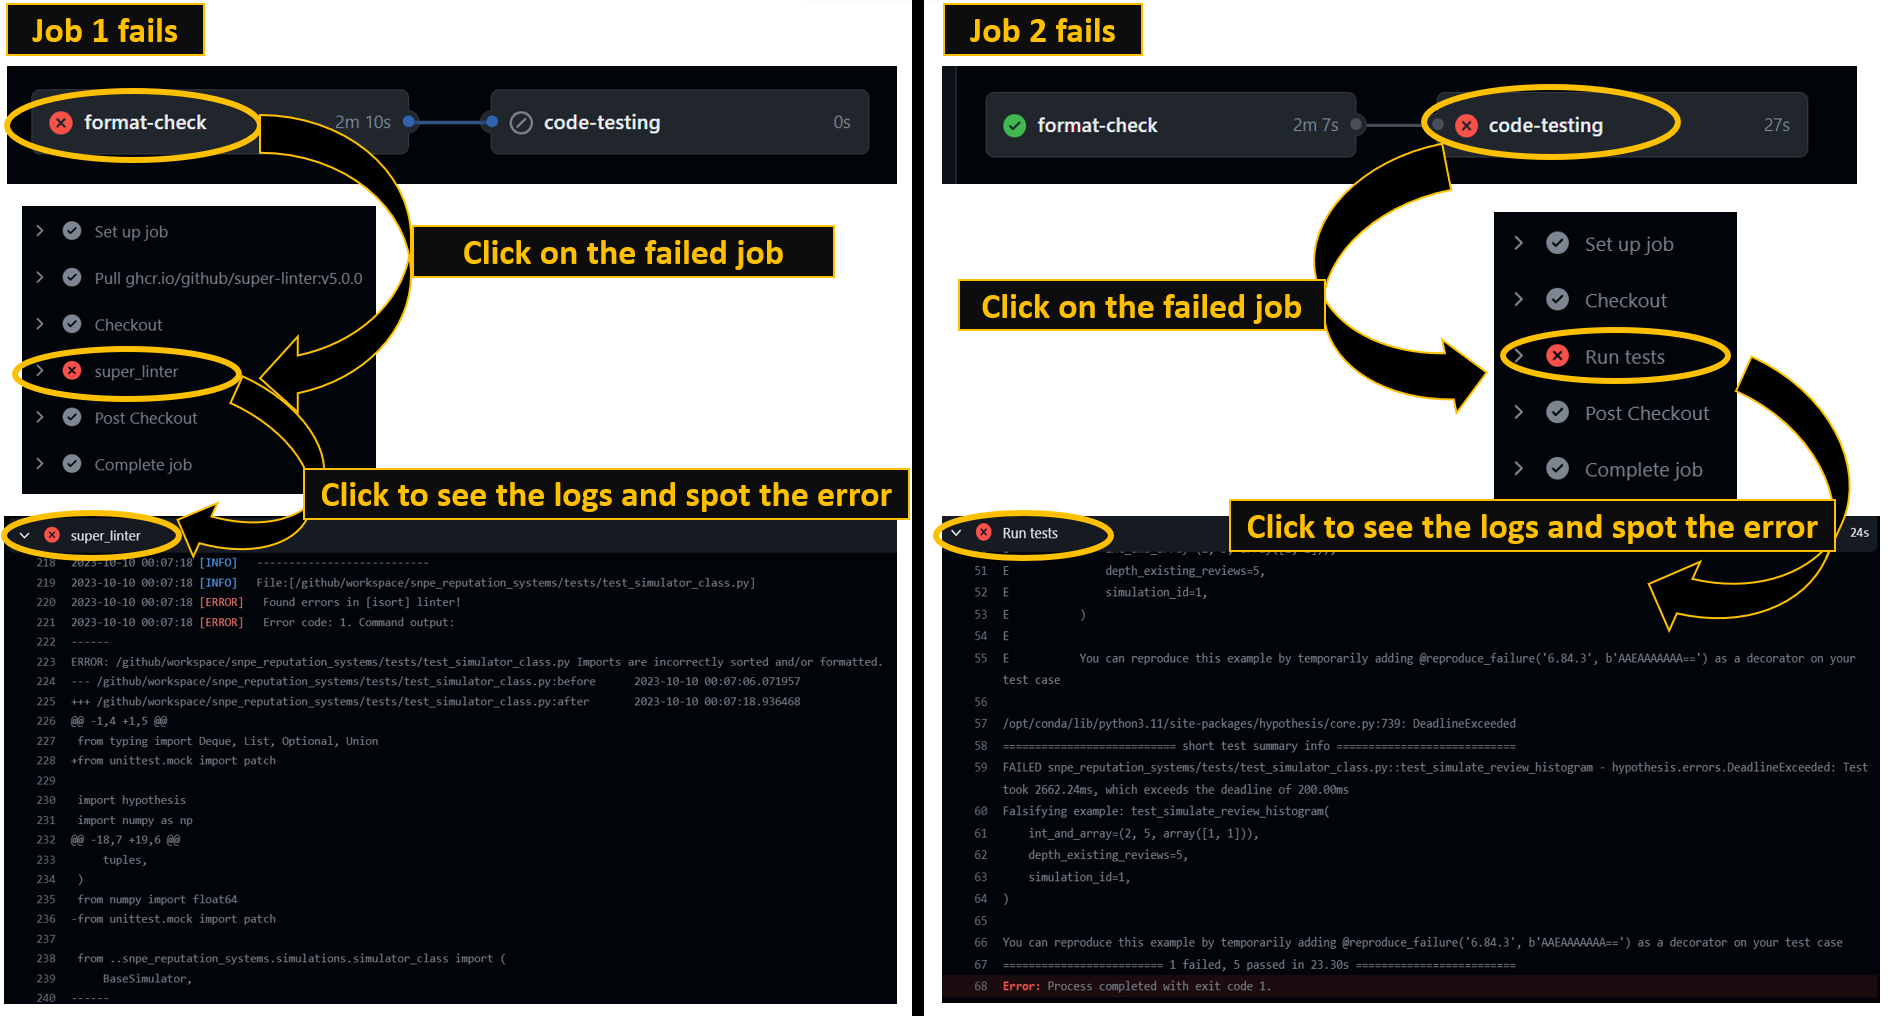 Job 1 fails
format-check
2m 10s
code-testing
0s
Click on the failed job
Set up job
Pull ghcr.io/github/super-linter:v5.0.0
Checkout
super_linter
Post Checkout
Complete job
Click to see the logs and spot the error
super_linter
218 2023-10-10 00:07:18 [INFO] ---------------------------
219 2023-10-10 00:07:18 [INFO] File:[/github/workspace/snpe_reputation_systems/tests/test_simulator_class.py]
220 2023-10-10 00:07:18 [ERROR] Found errors in [isort] linter!
221 2023-10-10 00:07:18 [ERROR] Error code: 1. Command output:
222 ------
223 ERROR: /github/workspace/snpe_reputation_systems/tests/test_simulator_class.py Imports are incorrectly sorted and/or formatted.
224 --- /github/workspace/snpe_reputation_systems/tests/test_simulator_class.py:before 2023-10-10 00:07:06.071957
225 +++ /github/workspace/snpe_reputation_systems/tests/test_simulator_class.py:after 2023-10-10 00:07:18.936468
226 @@ -1,4 +1,5 @@
227 from typing import Deque, List, Optional, Union
228 +from unittest.mock import patch
229
230 import hypothesis
231 import numpy as np
232 @@ -18,7 +19,6 @@
233 tuples,
234 )
235 from numpy import float64
236 -from unittest.mock import patch
237
238 from ..snpe_reputation_systems.simulations.simulator_class import (
239 BaseSimulator,
240 ------
Job 2 fails
format-check
2m 7s
code-testing
27s
Click on the failed job
Set up job
Checkout
Run tests
Post Checkout
Complete job
Click to see the logs and spot the error
Run tests
24s
51 E depth_existing_reviews=5,
52 E simulation_id=1,
53 E )
54 E
55 E You can reproduce this example by temporarily adding @reproduce_failure('6.84.3', b'AAEAAAAAAA==') as a decorator on your
test case
56
57 /opt/conda/lib/python3.11/site-packages/hypothesis/core.py:739: DeadlineExceeded
58 =========================== short test summary info ============================
59 FAILED snpe_reputation_systems/tests/test_simulator_class.py::test_simulate_review_histogram - hypothesis.errors.DeadlineExceeded: Test
took 2662.24ms, which exceeds the deadline of 200.00ms
60 Falsifying example: test_simulate_review_histogram(
61 int_and_array=(2, 5, array([1, 1])),
62 depth_existing_reviews=5,
63 simulation_id=1,
64 )
65
66 You can reproduce this example by temporarily adding @reproduce_failure('6.84.3', b'AAEAAAAAAA==') as a decorator on your test case
67 ========================= 1 failed, 5 passed in 23.30s =========================
68 Error: Process completed with exit code 1.